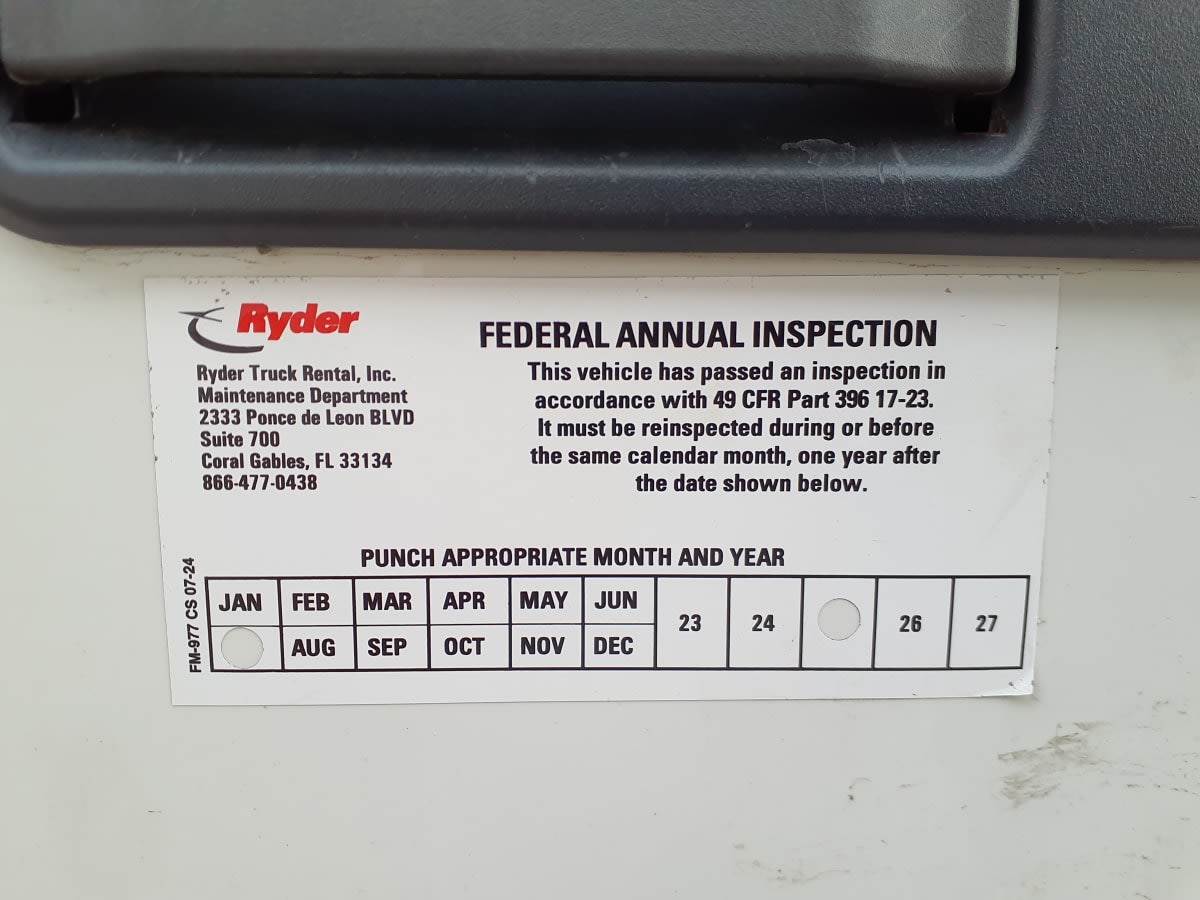 Ryder
Ryder Truck Rental, Inc.
Maintenance Department
2333 Ponce de Leon BLVD
Suite 700
Coral Gables, FL 33134
866-477-0438
FEDERAL ANNUAL INSPECTION
This vehicle has passed an inspection in
accordance with 49 CFR Part 396 17-23.
It must be reinspected during or before
the same calendar month, one year after
the date shown below.
PUNCH APPROPRIATE MONTH AND YEAR
FM-977 CS 07-24
JAN FEB MAR APR MAY JUN 23 24 26 27
AUG SEP OCT NOV DEC